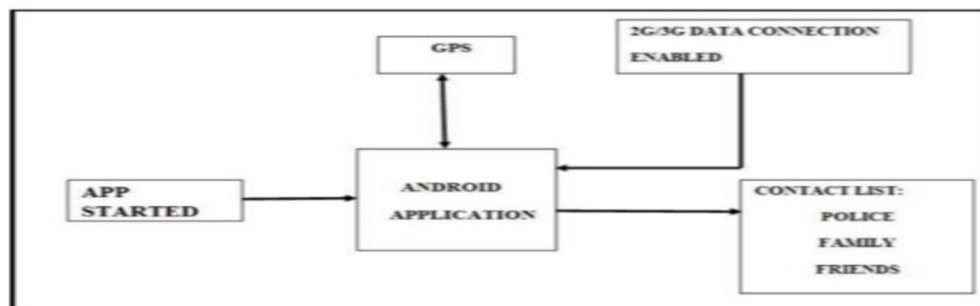 GPS
2G/3G DATA CONNECTION
ENABLED
APP
STARTED
ANDROID
APPLICATION
CONTACT LIST:
POLICE
FAMILY
FRIENDS